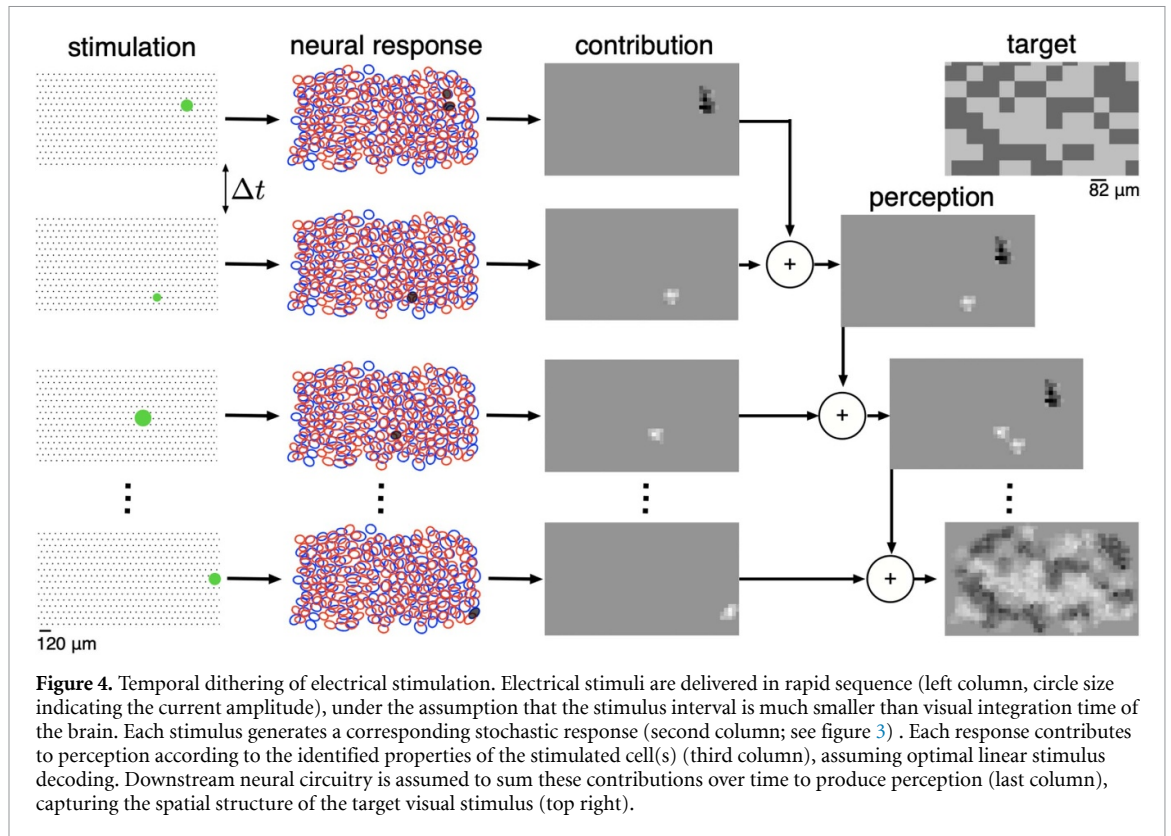 stimulation
neural response
contribution
target
Δt
82 μm
perception
+
+
+
120 μm
Figure 4. Temporal dithering of electrical stimulation. Electrical stimuli are delivered in rapid sequence (left column, circle size
indicating the current amplitude), under the assumption that the stimulus interval is much smaller than visual integration time of
the brain. Each stimulus generates a corresponding stochastic response (second column; see figure 3) . Each response contributes
to perception according to the identified properties of the stimulated cell(s) (third column), assuming optimal linear stimulus
decoding. Downstream neural circuitry is assumed to sum these contributions over time to produce perception (last column),
capturing the spatial structure of the target visual stimulus (top right).